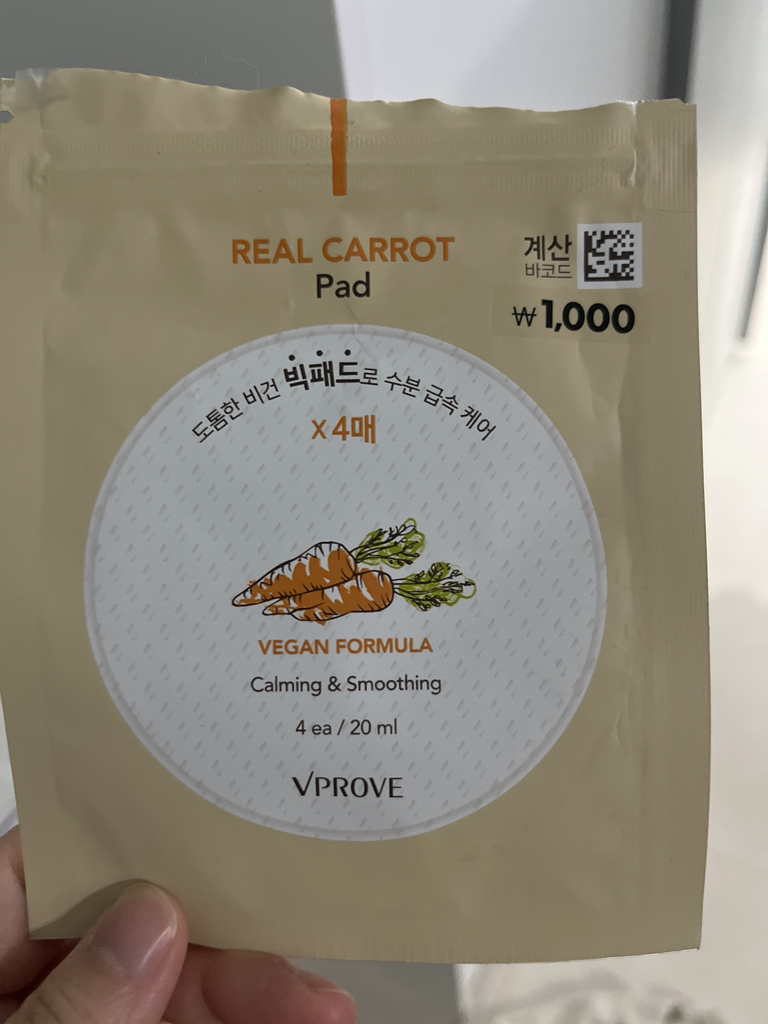 REAL CARROT
Pad
계산
바코드
₩1,000
도톰한 비건 빅패드로 수분 급속 케어
x 4매
VEGAN FORMULA
Calming & Smoothing
4 ea / 20 ml
VPROVE